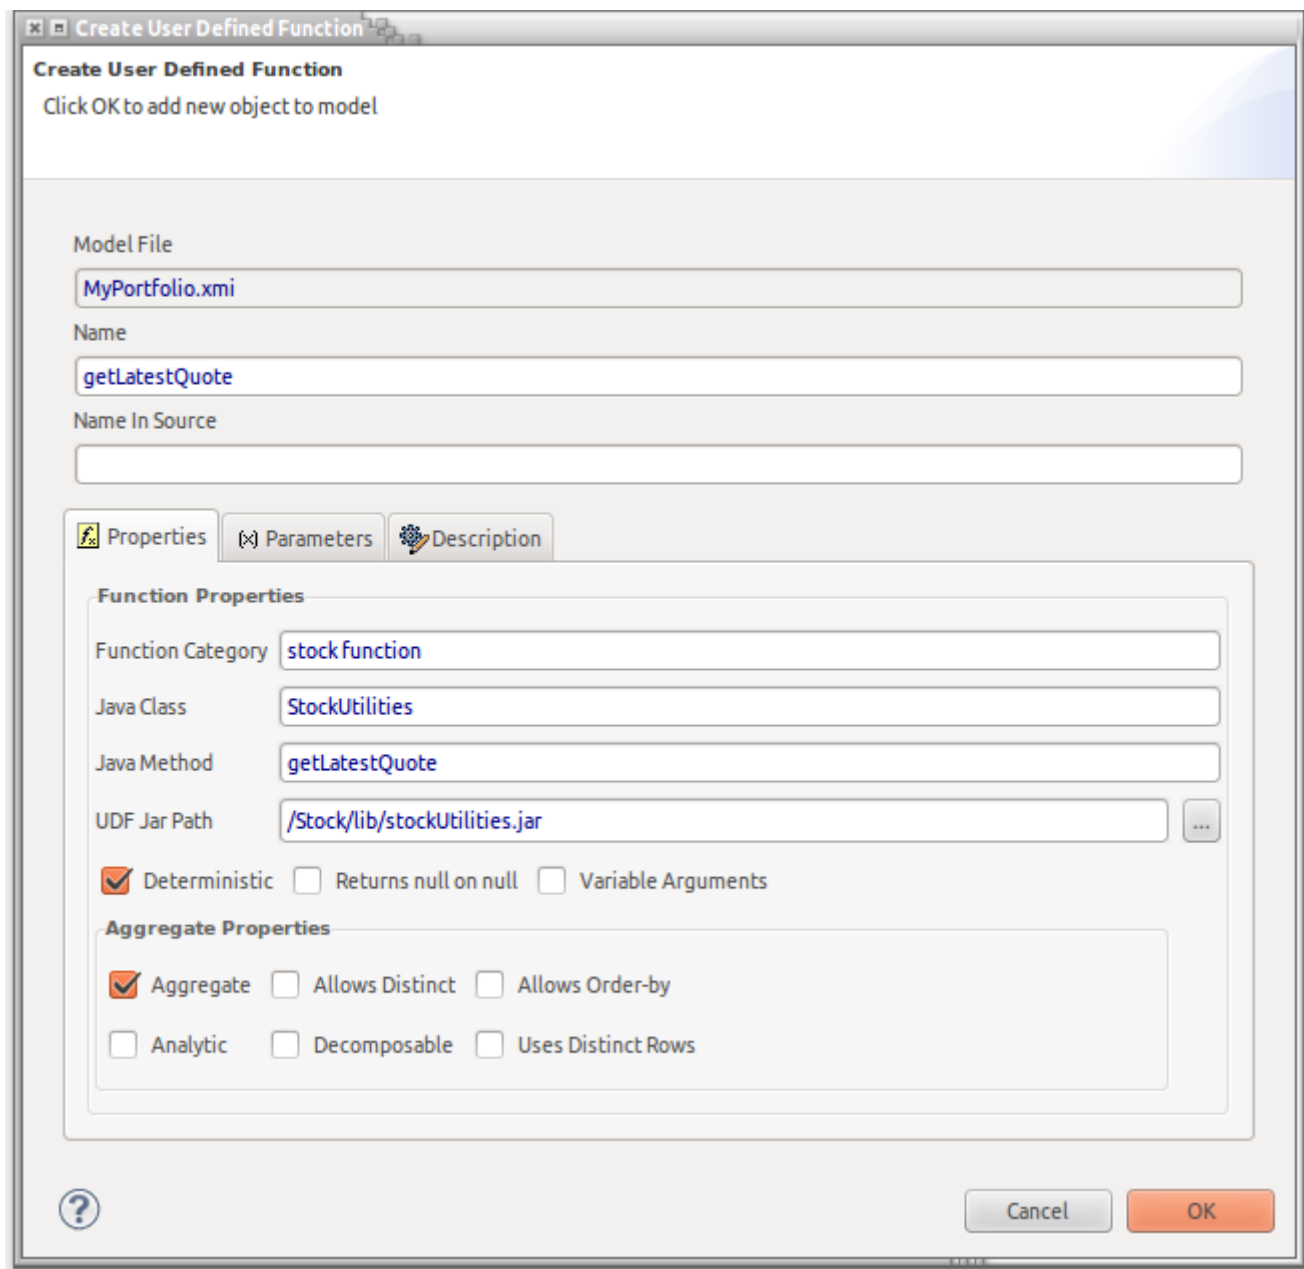 Create User Defined Function
Create User Defined Function
Click OK to add new object to model
Model File
MyPortfolio.xmi
Name
getLatestQuote
Name In Source
Properties (x) Parameters Description
Function Properties
Function Category stock function
Java Class StockUtilities
Java Method getLatestQuote
UDF Jar Path /Stock/lib/stockUtilities.jar ...
Deterministic Returns null on null Variable Arguments
Aggregate Properties
Aggregate Allows Distinct Allows Order-by
Analytic Decomposable Uses Distinct Rows
? Cancel OK